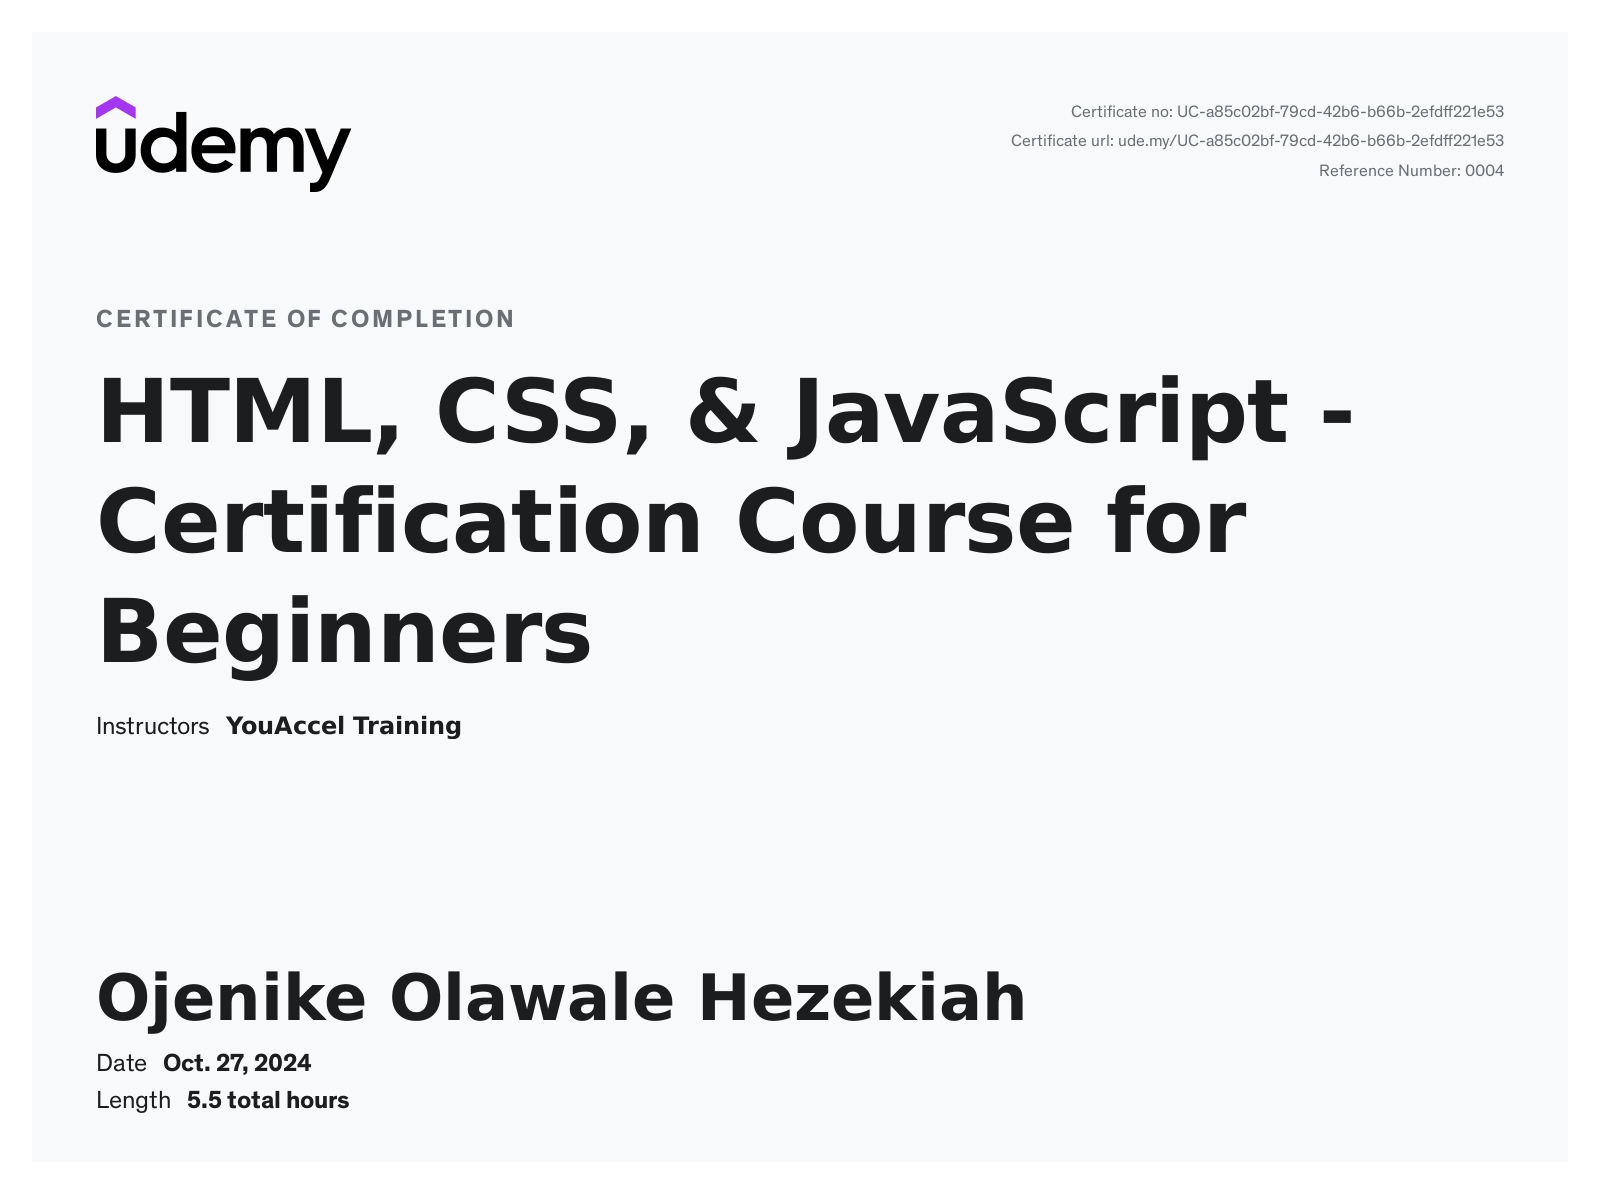 udemy
Certificate no: UC-a85c02bf-79cd-42b6-b66b-2efdff221e53
Certificate url: ude.my/UC-a85c02bf-79cd-42b6-b66b-2efdff221e53
Reference Number: 0004
CERTIFICATE OF COMPLETION
HTML, CSS, & JavaScript -
Certification Course for
Beginners
Instructors YouAccel Training
Ojenike Olawale Hezekiah
Date Oct. 27, 2024
Length 5.5 total hours